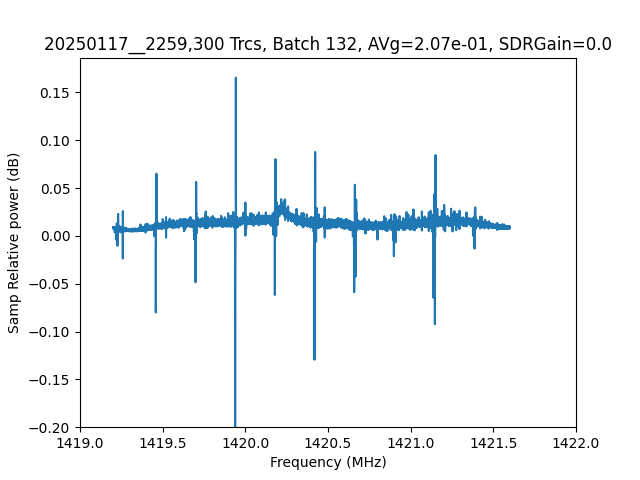 20250117__2259,300 Trcs, Batch 132, AVg=2.07e-01, SDRGain=0.0
Samp Relative power (dB)
0.15
0.10
0.05
0.00
−0.05
−0.10
−0.15
−0.20
1419.0 1419.5 1420.0 1420.5 1421.0 1421.5 1422.0
Frequency (MHz)